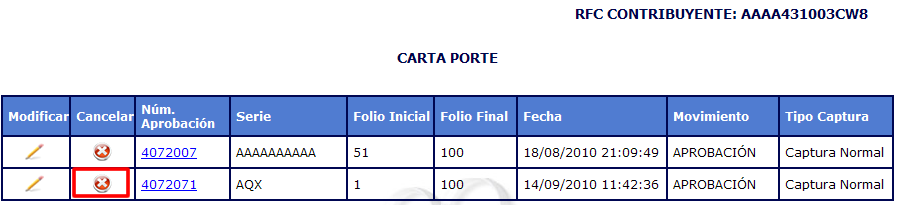 RFC CONTRIBUYENTE: AAAA431003CW8
CARTA PORTE
Modificar Cancelar Núm. Aprobación Serie Folio Inicial Folio Final Fecha Movimiento Tipo Captura
4072007 AAAAAAAAAA 51 100 18/08/2010 21:09:49 APROBACIÓN Captura Normal
4072071 AQX 1 100 14/09/2010 11:42:36 APROBACIÓN Captura Normal